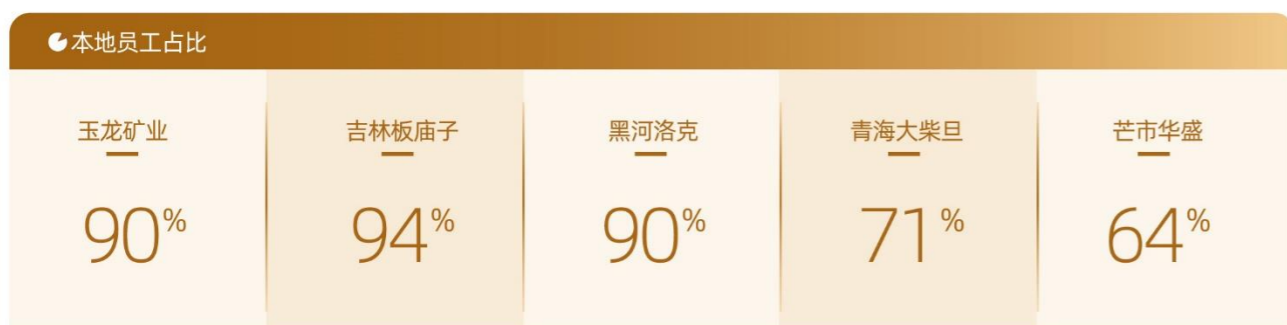 本地员工占比
玉龙矿业
90%
吉林板庙子
94%
黑河洛克
90%
青海大柴旦
71%
芒市华盛
64%